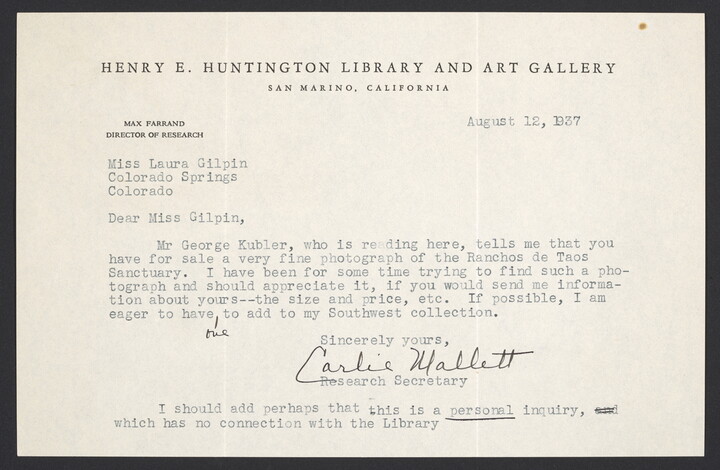 HENRY E. HUNTINGTON LIBRARY AND ART GALLERY
SAN MARINO, CALIFORNIA
MAX FARRAND
DIRECTOR OF RESEARCH
August 12, 1937
Miss Laura Gilpin
Colorado Springs
Colorado
Dear Miss Gilpin,
Mr George Kubler, who is reading here, tells me that you
have for sale a very fine photograph of the Ranchos de Taos
Sanctuary. I have been for some time trying to find such a pho-
tograph and should appreciate it, if you would send me informa-
tion about yours--the size and price, etc. If possible, I am
eager to have to add to my Southwest collection.
one
Sincerely yours,
Carlie Mallett
Research Secretary
I should add perhaps that this is a personal inquiry, and
which has no connection with the Library